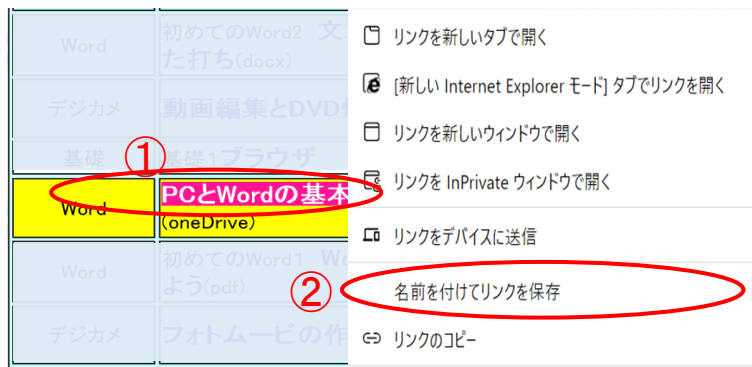 Word
初めてのWord2 文
た打ち(docx)
デジカメ
動画編集とDVD
基礎
基礎1ブラウザ
①
Word
PCとWordの基本
(oneDrive)
Word
初めてのWord1 Wo
よう(pdf)
デジカメ
フォトムービーの作
リンクを新しいタブで開く
[新しい Internet Explorer モード] タブでリンクを開く
リンクを新しいウィンドウで開く
リンクを InPrivate ウィンドウで開く
リンクをデバイスに送信
②
名前を付けてリンクを保存
リンクのコピー